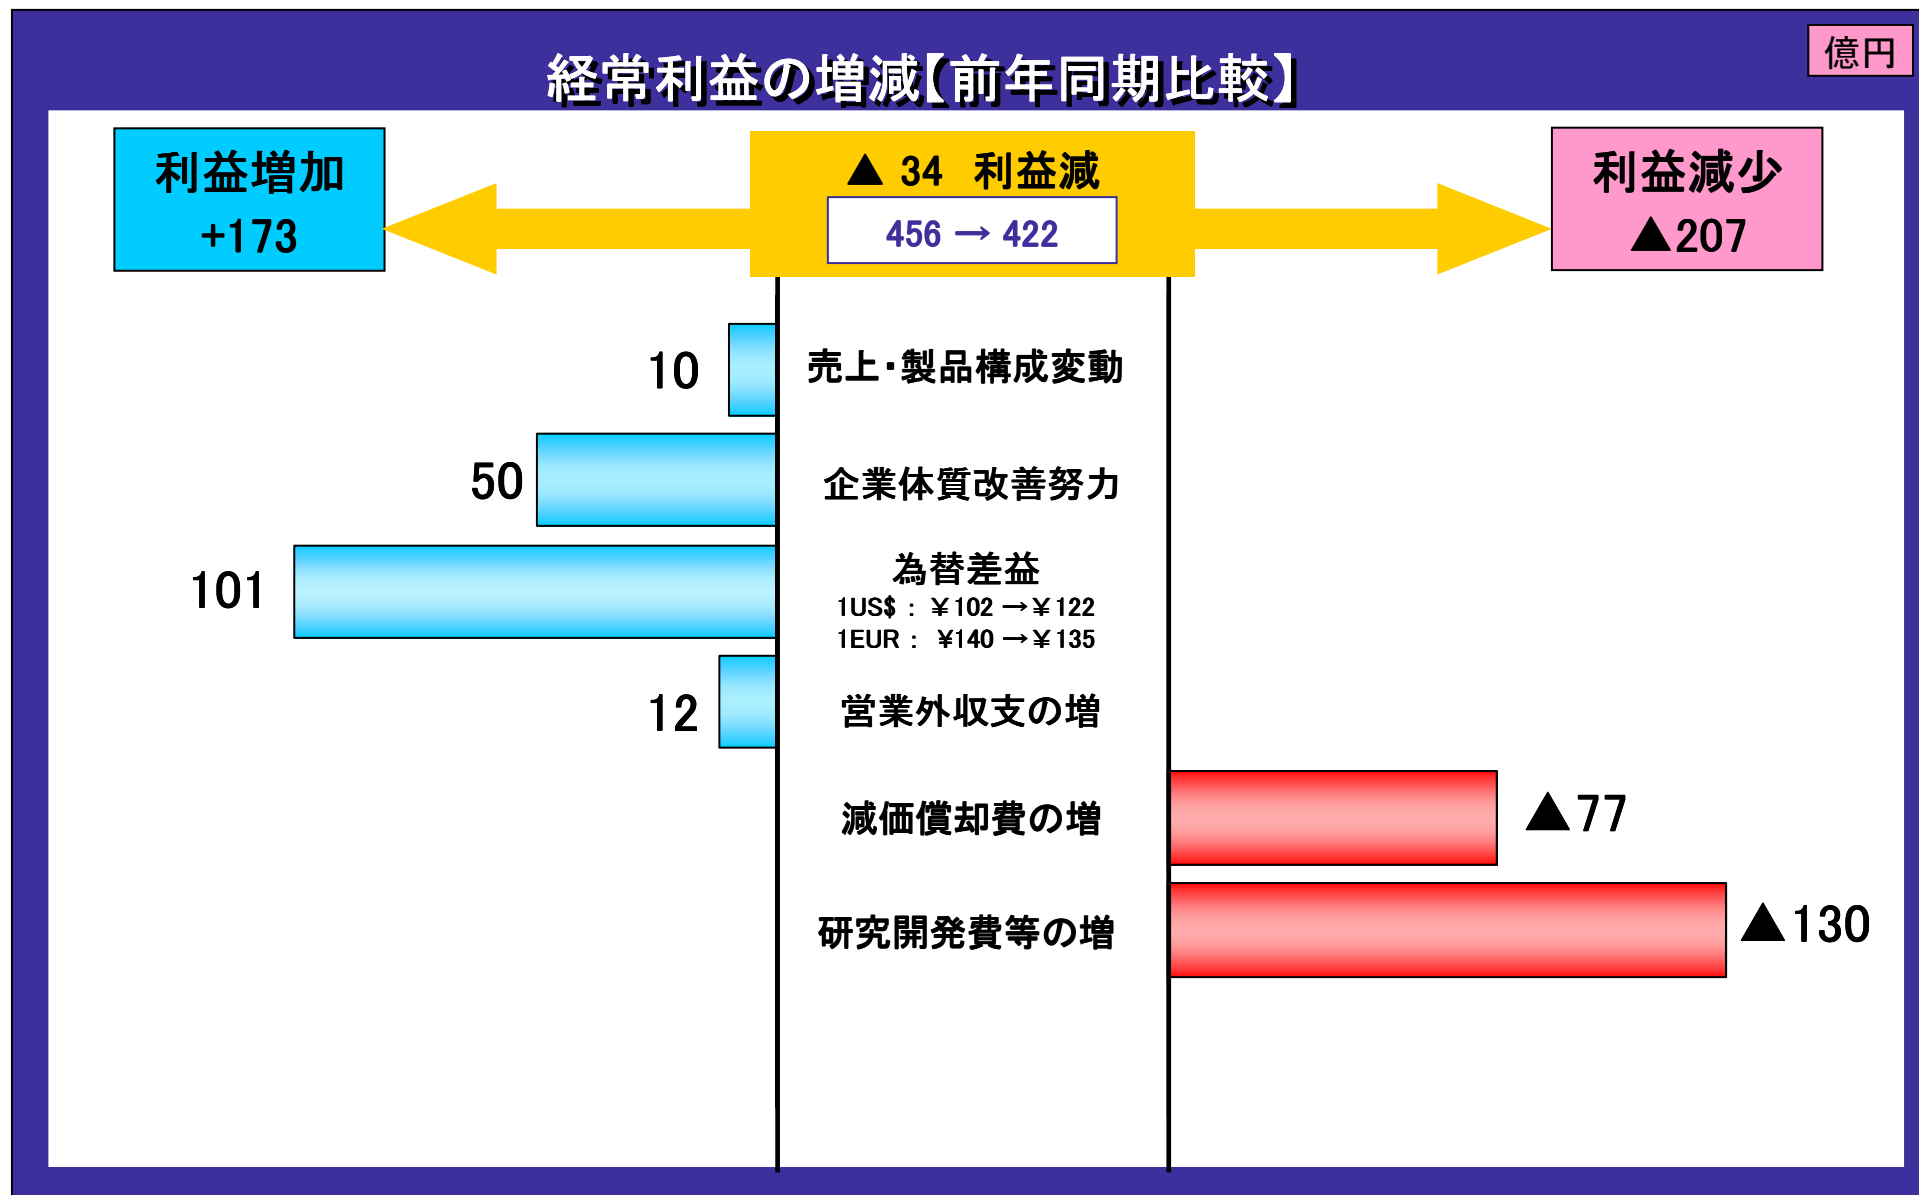 経常利益の増減【前年同期比較】
億円
利益増加
+173
▲ 34 利益減
456 → 422
利益減少
▲207
10
売上・製品構成変動
50
企業体質改善努力
101
為替差益
1US$ : ¥102 →¥122
1EUR : ¥140 →¥135
12
営業外収支の増
減価償却費の増
▲77
研究開発費等の増
▲130